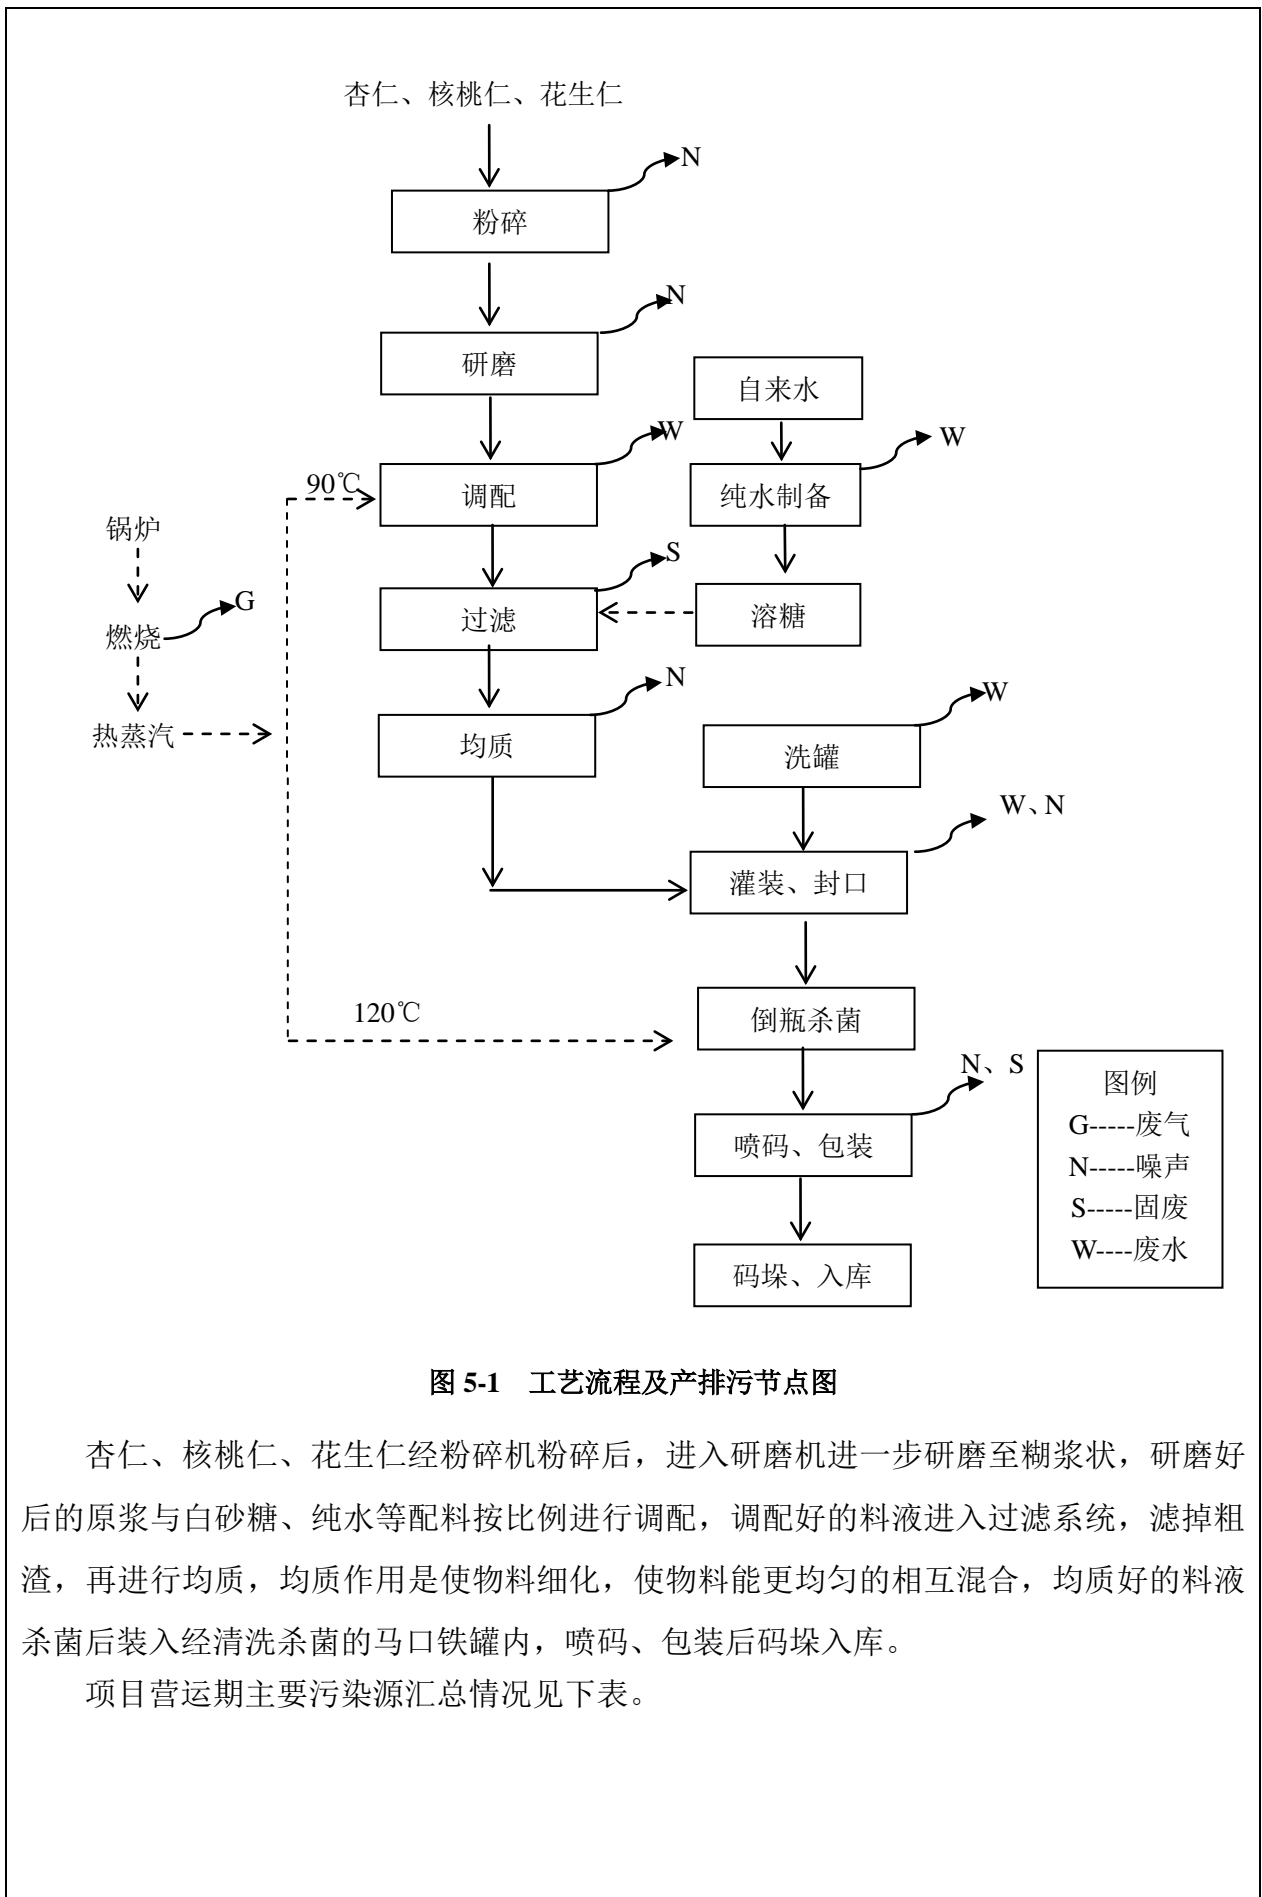 杏仁、核桃仁、花生仁
N
粉碎
N
研磨
自来水
W
W
90℃
调配
纯水制备
锅炉
S
G
过滤
溶糖
燃烧
N
W
热蒸汽
均质
洗罐
W、N
灌装、封口
120℃
倒瓶杀菌
N、S
喷码、包装
码垛、入库
图例
G-----废气
N-----噪声
S-----固废
W----废水
图 5-1 工艺流程及产排污节点图
杏仁、核桃仁、花生仁经粉碎机粉碎后，进入研磨机进一步研磨至糊浆状，研磨好
后的原浆与白砂糖、纯水等配料按比例进行调配，调配好的料液进入过滤系统，滤掉粗
渣，再进行均质，均质作用是使物料细化，使物料能更均匀的相互混合，均质好的料液
杀菌后装入经清洗杀菌的马口铁罐内，喷码、包装后码垛入库。
项目营运期主要污染源汇总情况见下表。